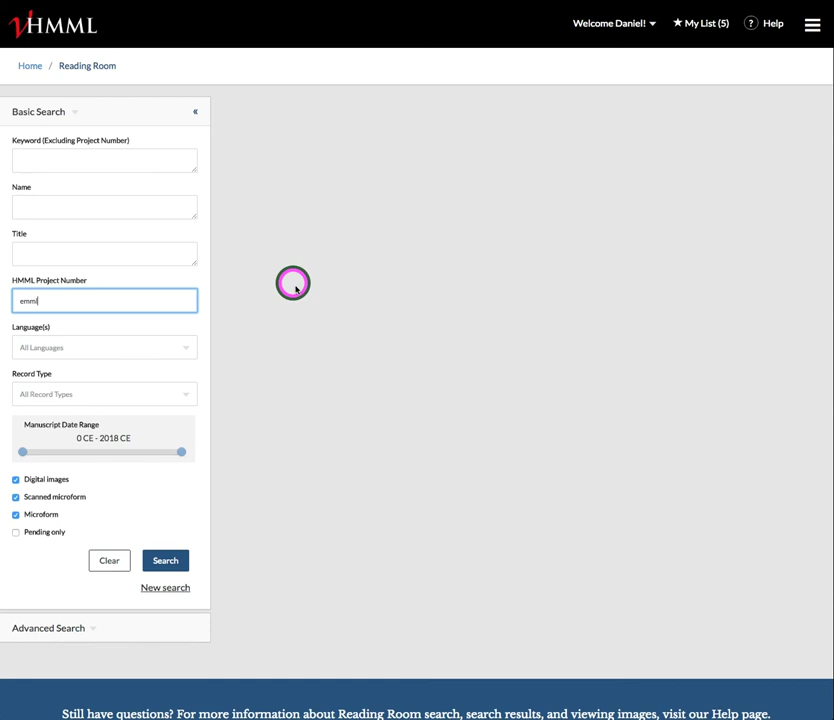 vHMML
Welcome Daniel!
★ My List (5)
? Help
Home / Reading Room
Basic Search
«
Keyword (Excluding Project Number)
Name
Title
HMML Project Number
emml
Language(s)
All Languages
Record Type
All Record Types
Manuscript Date Range
0 CE - 2018 CE
Digital images
Scanned microform
Microform
Pending only
Clear
Search
New search
Advanced Search
Still have questions? For more information about Reading Room search, search results, and viewing images, visit our Help page.